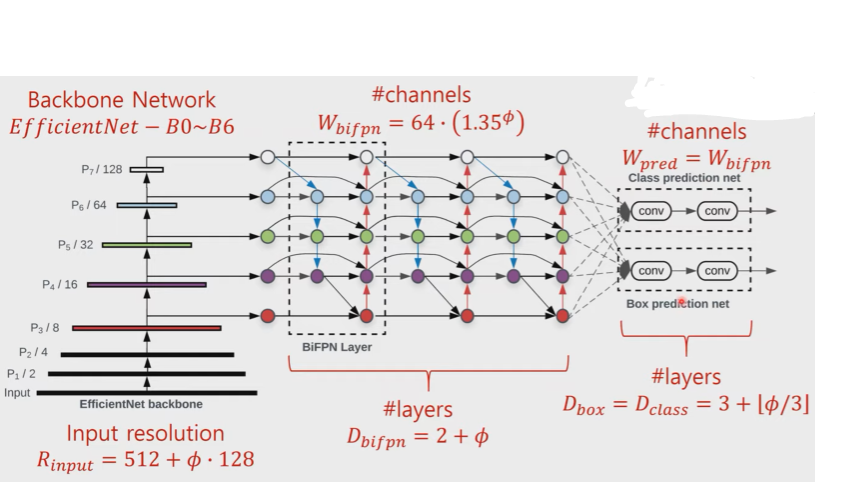 Backbone Network
EfficientNet − B0~B6
#channels
W_bifpn = 64 · (1.35^ϕ)
#channels
W_pred = W_bifpn
Class prediction net
P₇ / 128
P₆ / 64
P₅ / 32
P₄ / 16
P₃ / 8
P₂ / 4
P₁ / 2
Input
EfficientNet backbone
BiFPN Layer
conv conv
conv conv
Box prediction net
Input resolution
R_input = 512 + ϕ · 128
#layers
D_bifpn = 2 + ϕ
#layers
D_box = D_class = 3 + ⌊ϕ/3⌋